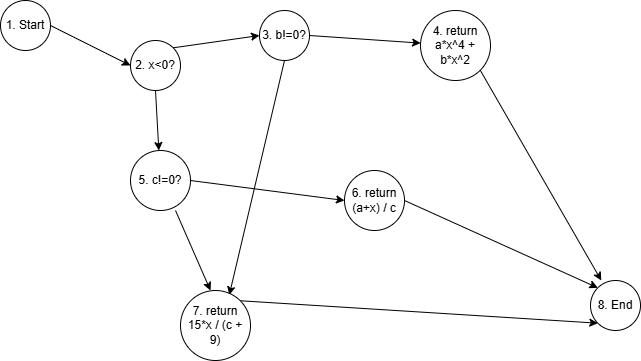 1. Start
2. x<0?
3. b!=0?
4. return
a*x^4 +
b*x^2
5. c!=0?
6. return
(a+x) / c
7. return
15*x / (c +
9)
8. End